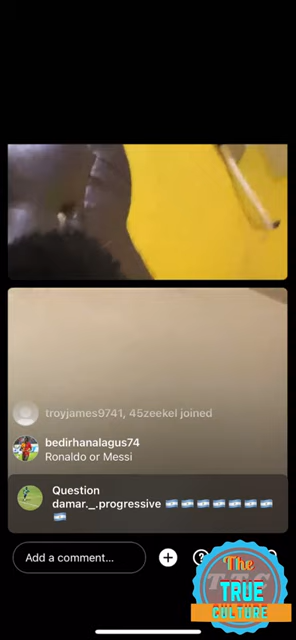 troyjames9741, 45zeekel joined
bedirhanalagus74
Ronaldo or Messi
Question
damar._.progressive 🇦🇷 🇦🇷 🇦🇷 🇦🇷 🇦🇷 🇦🇷 🇦🇷
🇦🇷
Add a comment...
The
TRUE
CULTURE